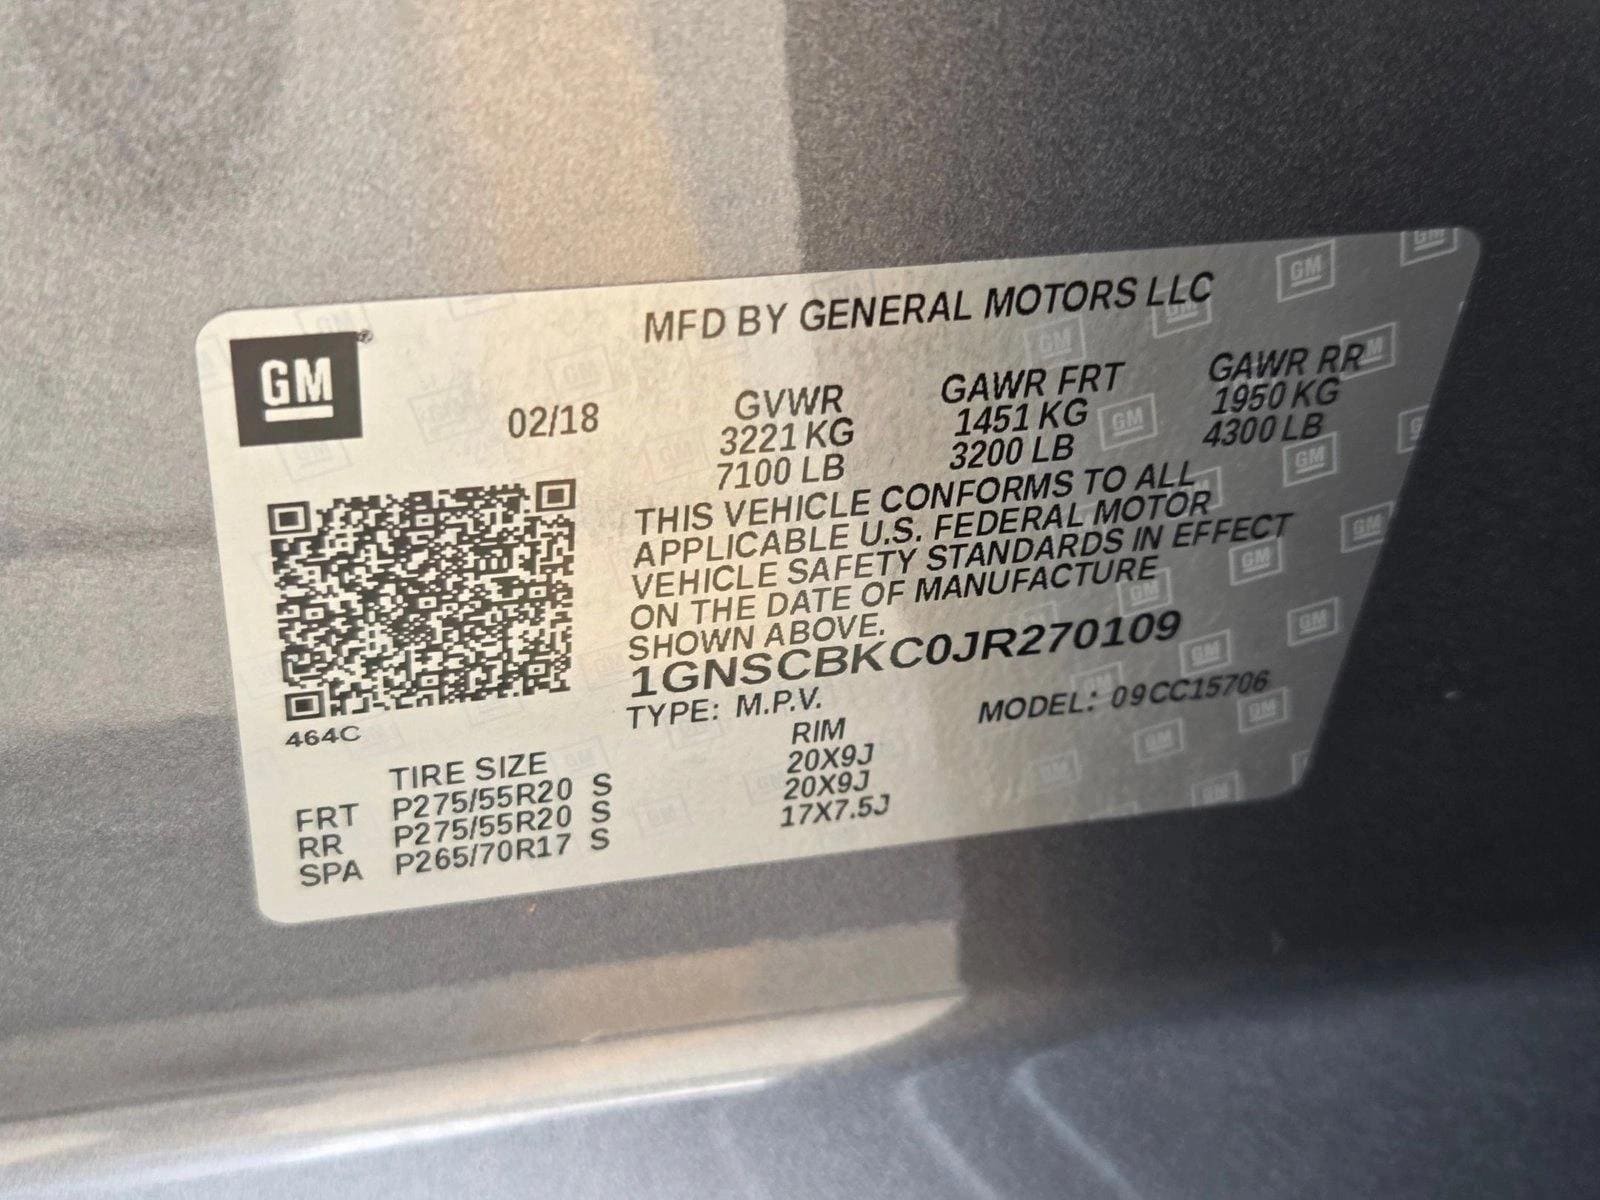 MFD BY GENERAL MOTORS LLC
GM®
02/18
GVWR GAWR FRT GAWR RR
3221 KG 1451 KG 1950 KG
7100 LB 3200 LB 4300 LB
THIS VEHICLE CONFORMS TO ALL
APPLICABLE U.S. FEDERAL MOTOR
VEHICLE SAFETY STANDARDS IN EFFECT
ON THE DATE OF MANUFACTURE
SHOWN ABOVE.
1GNSCBKC0JR270109
TYPE: M.P.V. MODEL: 09CC15706
464C
TIRE SIZE RIM
FRT P275/55R20 S 20X9J
RR P275/55R20 S 20X9J
SPA P265/70R17 S 17X7.5J